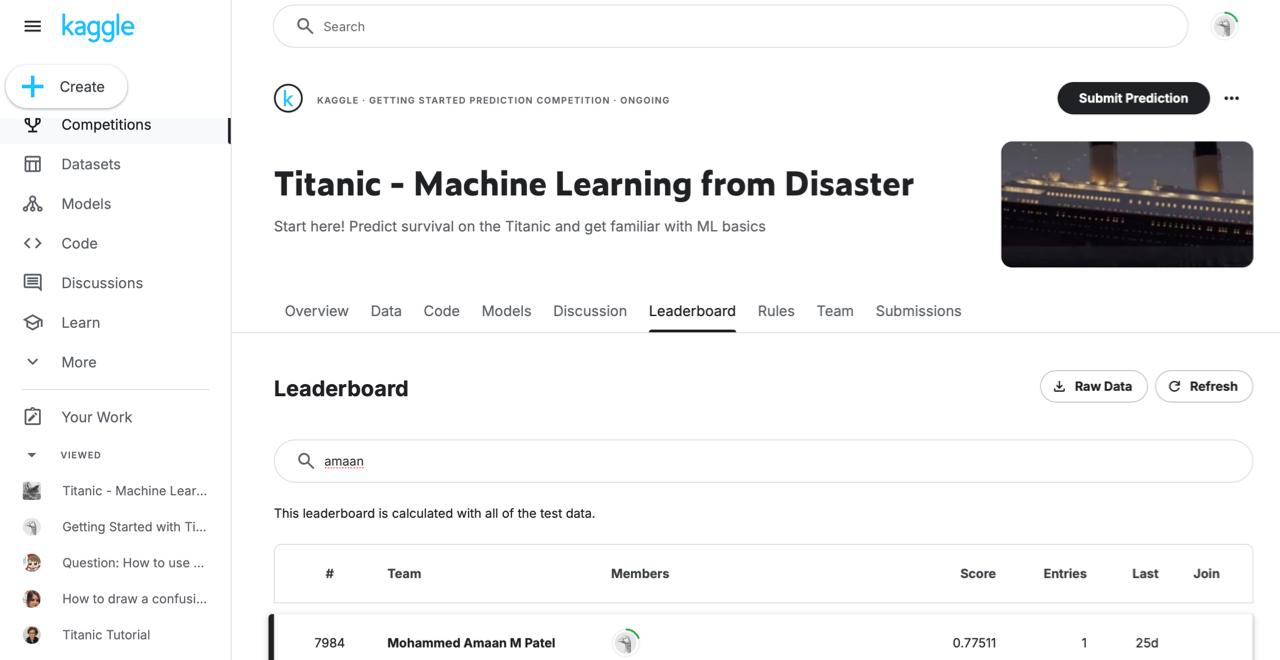 kaggle
Search
Create
Competitions
Datasets
Models
Code
Discussions
Learn
More
Your Work
VIEWED
Titanic - Machine Lear...
Getting Started with Ti...
Question: How to use ...
How to draw a confusi...
Titanic Tutorial
k KAGGLE · GETTING STARTED PREDICTION COMPETITION · ONGOING
Submit Prediction
Titanic - Machine Learning from Disaster
Start here! Predict survival on the Titanic and get familiar with ML basics
Overview Data Code Models Discussion Leaderboard Rules Team Submissions
Leaderboard
Raw Data Refresh
amaan
This leaderboard is calculated with all of the test data.
# Team Members Score Entries Last Join
7984 Mohammed Amaan M Patel 0.77511 1 25d